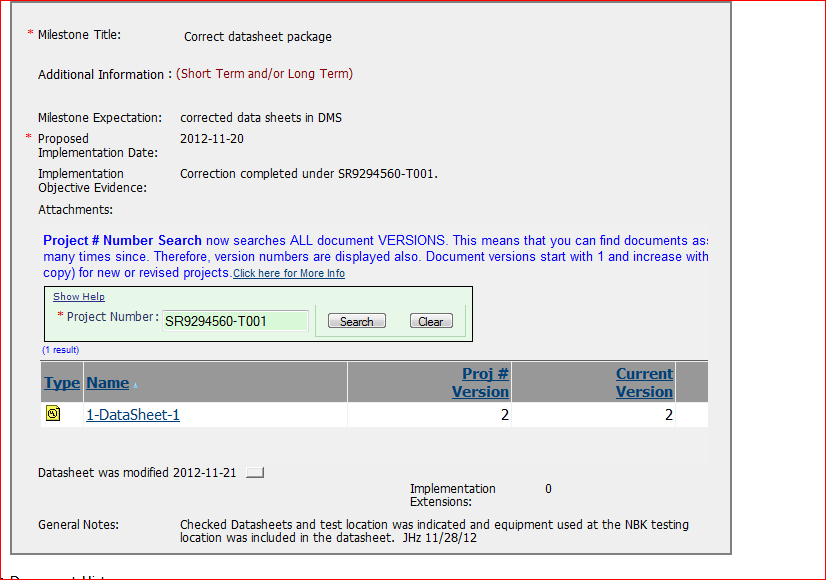 * Milestone Title: Correct datasheet package
Additional Information : (Short Term and/or Long Term)
Milestone Expectation: corrected data sheets in DMS
* Proposed Implementation Date: 2012-11-20
Implementation Objective Evidence: Correction completed under SR9294560-T001.
Attachments:
Project # Number Search now searches ALL document VERSIONS. This means that you can find documents
many times since. Therefore, version numbers are displayed also. Document versions start with 1 and increase with
copy) for new or revised projects. Click here for More Info
Show Help
* Project Number: SR9294560-T001 Search Clear
(1 result)
Type Name Proj # Version Current Version
1-DataSheet-1 2 2
Datasheet was modified 2012-11-21
Implementation Extensions: 0
General Notes: Checked Datasheets and test location was indicated and equipment used at the NBK testing
location was included in the datasheet. JHz 11/28/12